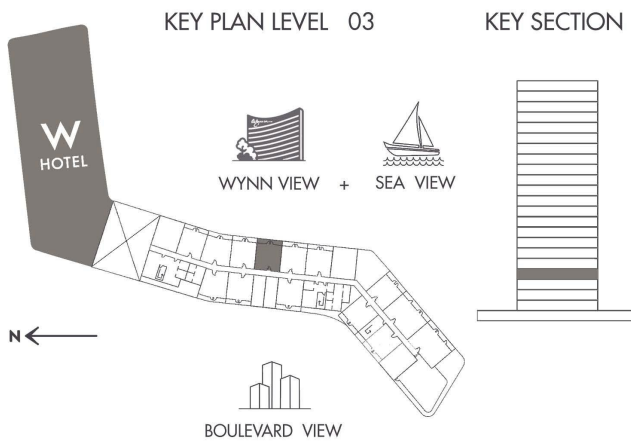 KEY PLAN LEVEL 03
KEY SECTION
W
HOTEL
WYNN VIEW + SEA VIEW
N
BOULEVARD VIEW